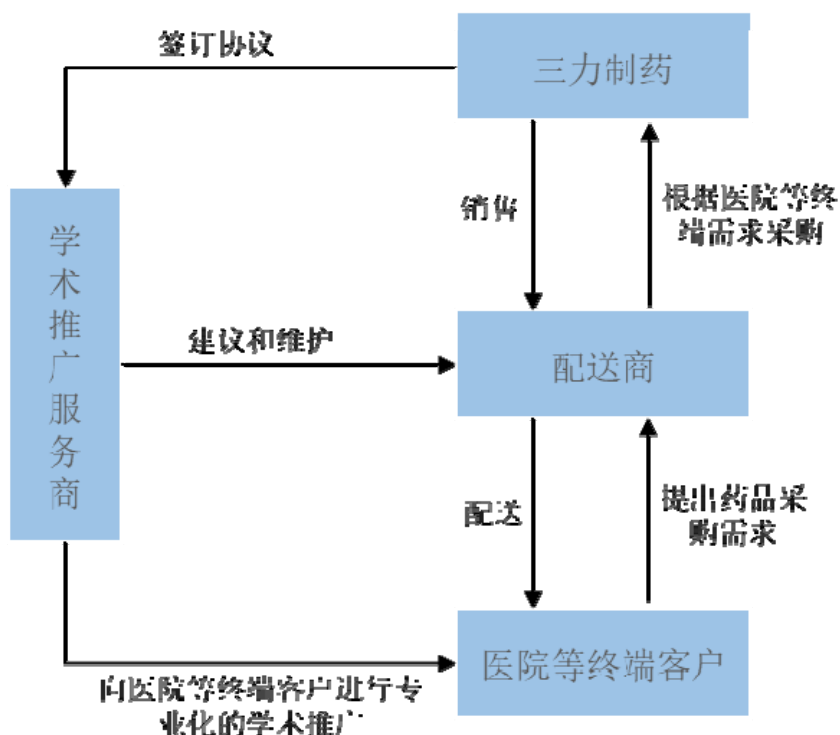 签订协议
三力制药
销售
根据医院等终
端需求采购
学
术
推
广
服
务
商
建议和维护
配送商
配送
提出药品采
购需求
医院等终端客户
向医院等终端客户进行专
业化的学术推广